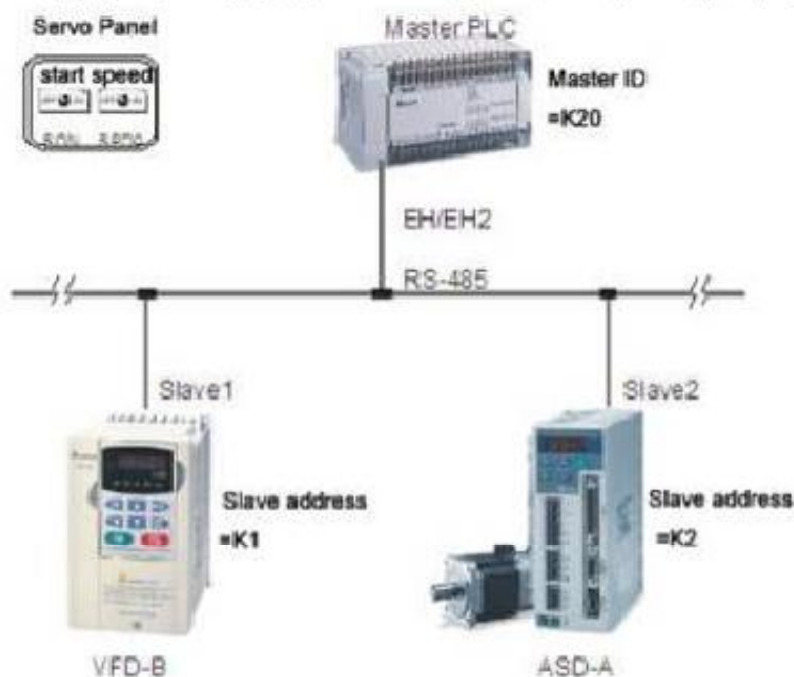 Servo Panel
start speed
Master PLC
Master ID
=K20
EH/EH2
RS-485
Slave1
Slave2
Slave address
=K1
Slave address
=K2
VFD-B
ASD-A